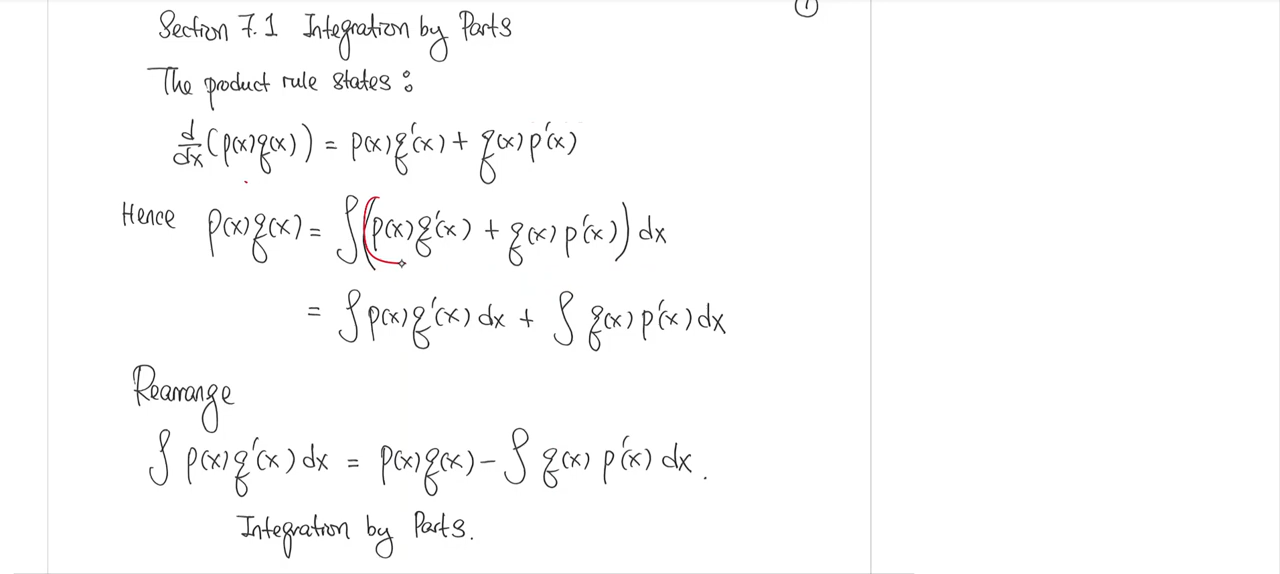 ①
Section 7.1 Integration by Parts
The product rule states :
d/dx (p(x)q(x)) = p(x)q'(x) + q(x)p'(x)
Hence p(x)q(x) = ∫(p(x)q'(x) + q(x)p'(x)) dx
= ∫ p(x)q'(x) dx + ∫ q(x)p'(x) dx
Rearrange
∫ p(x)q'(x) dx = p(x)q(x) - ∫ q(x) p'(x) dx.
Integration by Parts.